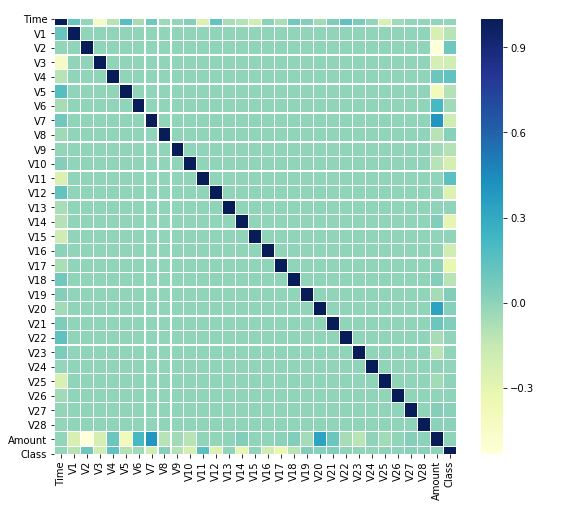 Time
V1
V2
V3
V4
V5
V6
V7
V8
V9
V10
V11
V12
V13
V14
V15
V16
V17
V18
V19
V20
V21
V22
V23
V24
V25
V26
V27
V28
Amount
Class
Time V1 V2 V3 V4 V5 V6 V7 V8 V9 V10 V11 V12 V13 V14 V15 V16 V17 V18 V19 V20 V21 V22 V23 V24 V25 V26 V27 V28 Amount Class
0.9
0.6
0.3
0.0
−0.3